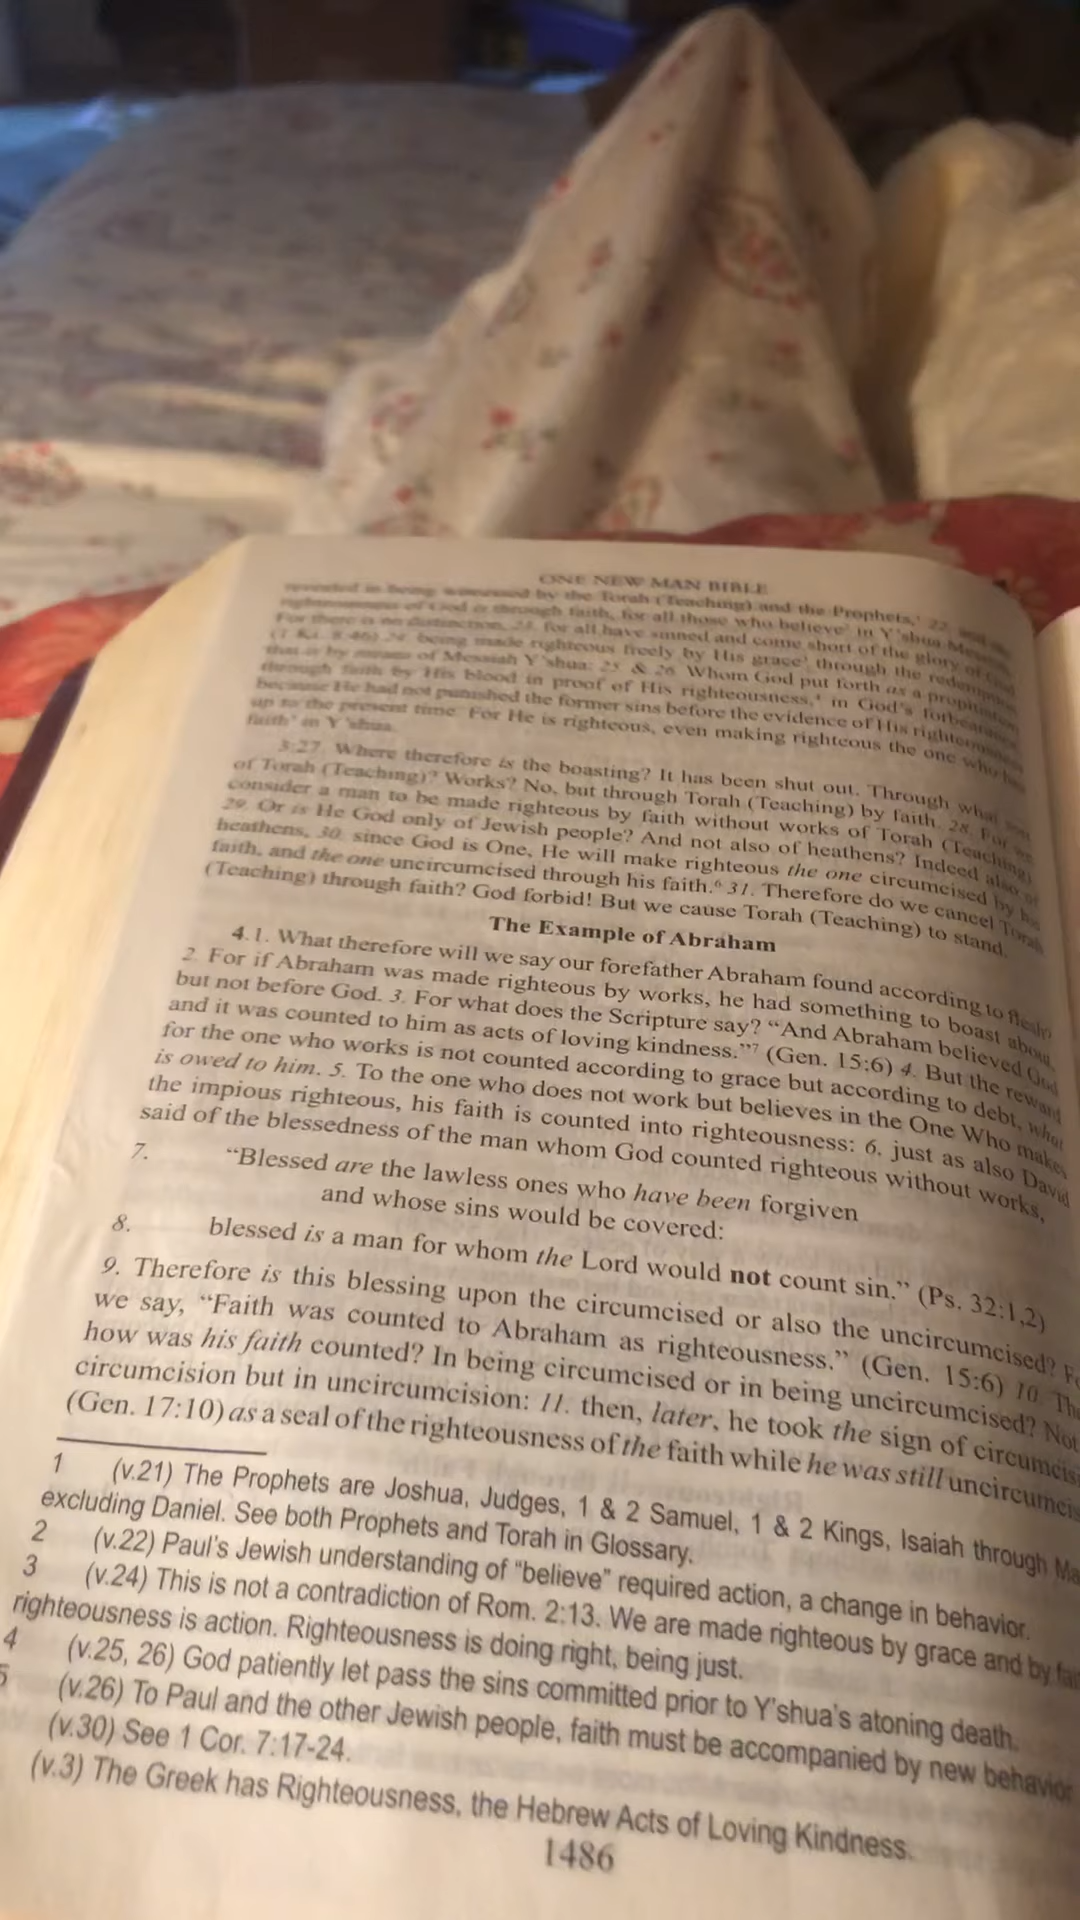 ONE NEW MAN BIBLE
revealed in being witnessed by the Torah (Teaching) and the Prophets,¹ 22. and the
righteousness of God is through faith, for all those who believe² in Y'shua
For there is no distinction, 23. for all have sinned and come short of the glory of God
(1 Ki. 8:46) 24. being made righteous freely by His grace³ through the redemption
that is by means of Messiah Y'shua: 25 & 26 Whom God put forth as a propitiation
through faith by His blood in proof of His righteousness,⁴ in God's forbearance
because He had not punished the former sins before the evidence of His righteousness
up to the present time. For He is righteous, even making righteous the one who has
faith⁵ in Y'shua.
3:27. Where therefore is the boasting? It has been shut out. Through what
of Torah (Teaching)? Works? No, but through Torah (Teaching) by faith. 28. For we
consider a man to be made righteous by faith without works of Torah (Teaching)
29. Or is He God only of Jewish people? And not also of heathens? Indeed also of
heathens, 30. since God is One, He will make righteous the one circumcised by his
faith, and the one uncircumcised through his faith.⁶ 31. Therefore do we cancel Torah
(Teaching) through faith? God forbid! But we cause Torah (Teaching) to stand.
The Example of Abraham
4.1. What therefore will we say our forefather Abraham found according to flesh?
2. For if Abraham was made righteous by works, he had something to boast about,
but not before God. 3. For what does the Scripture say? "And Abraham believed God
and it was counted to him as acts of loving kindness."⁷ (Gen. 15:6) 4. But the reward
for the one who works is not counted according to grace but according to debt, what
is owed to him. 5. To the one who does not work but believes in the One Who makes
the impious righteous, his faith is counted into righteousness: 6. just as also David
said of the blessedness of the man whom God counted righteous without works,
7. "Blessed are the lawless ones who have been forgiven
and whose sins would be covered:
8. blessed is a man for whom the Lord would not count sin." (Ps. 32:1,2)
9. Therefore is this blessing upon the circumcised or also the uncircumcised?
we say, "Faith was counted to Abraham as righteousness." (Gen. 15:6) 10.
how was his faith counted? In being circumcised or in being uncircumcised? Not
circumcision but in uncircumcision: 11. then, later, he took the sign of
(Gen. 17:10) as a seal of the righteousness of the faith while he was still
1 (v.21) The Prophets are Joshua, Judges, 1 & 2 Samuel, 1 & 2 Kings, Isaiah through
excluding Daniel. See both Prophets and Torah in Glossary.
2 (v.22) Paul's Jewish understanding of "believe" required action, a change in behavior.
3 (v.24) This is not a contradiction of Rom. 2:13. We are made righteous by grace and by
righteousness is action. Righteousness is doing right, being just.
4 (v.25, 26) God patiently let pass the sins committed prior to Y'shua's atoning death.
5 (v.26) To Paul and the other Jewish people, faith must be accompanied by new behavior
(v.30) See 1 Cor. 7:17-24.
(v.3) The Greek has Righteousness, the Hebrew Acts of Loving Kindness.
1486